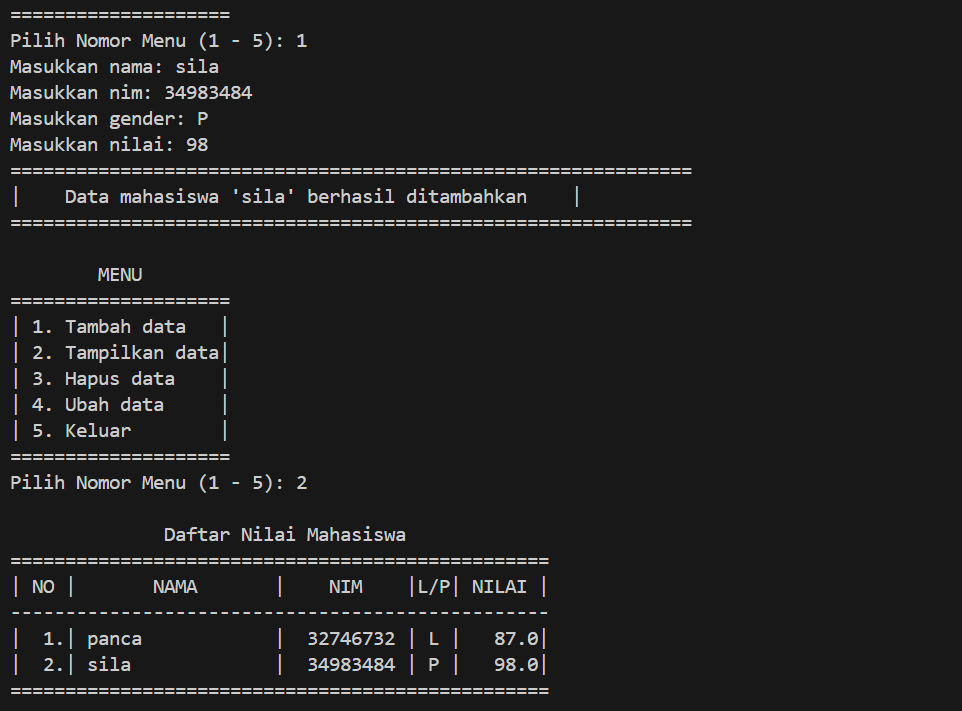 ====================
Pilih Nomor Menu (1 - 5): 1
Masukkan nama: sila
Masukkan nim: 34983484
Masukkan gender: P
Masukkan nilai: 98
==============================================================
|    Data mahasiswa 'sila' berhasil ditambahkan    |
==============================================================
        MENU
====================
| 1. Tambah data   |
| 2. Tampilkan data|
| 3. Hapus data    |
| 4. Ubah data     |
| 5. Keluar        |
====================
Pilih Nomor Menu (1 - 5): 2
              Daftar Nilai Mahasiswa
=================================================
| NO |       NAMA       |    NIM    |L/P| NILAI |
-------------------------------------------------
|  1.| panca            |  32746732 | L |   87.0|
|  2.| sila             |  34983484 | P |   98.0|
=================================================